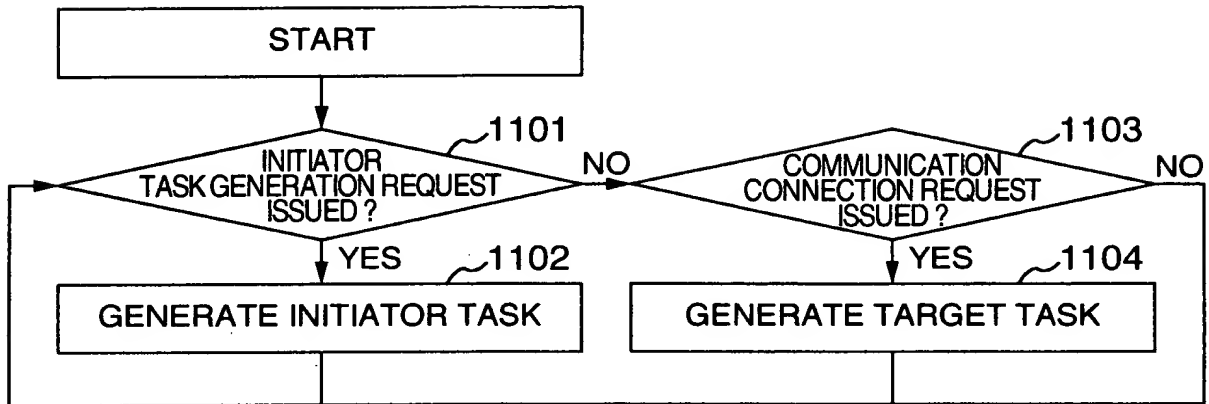 START
1101
INITIATOR
TASK GENERATION REQUEST
ISSUED ?
NO
1103
COMMUNICATION
CONNECTION REQUEST
ISSUED ?
NO
YES
1102
GENERATE INITIATOR TASK
YES
1104
GENERATE TARGET TASK